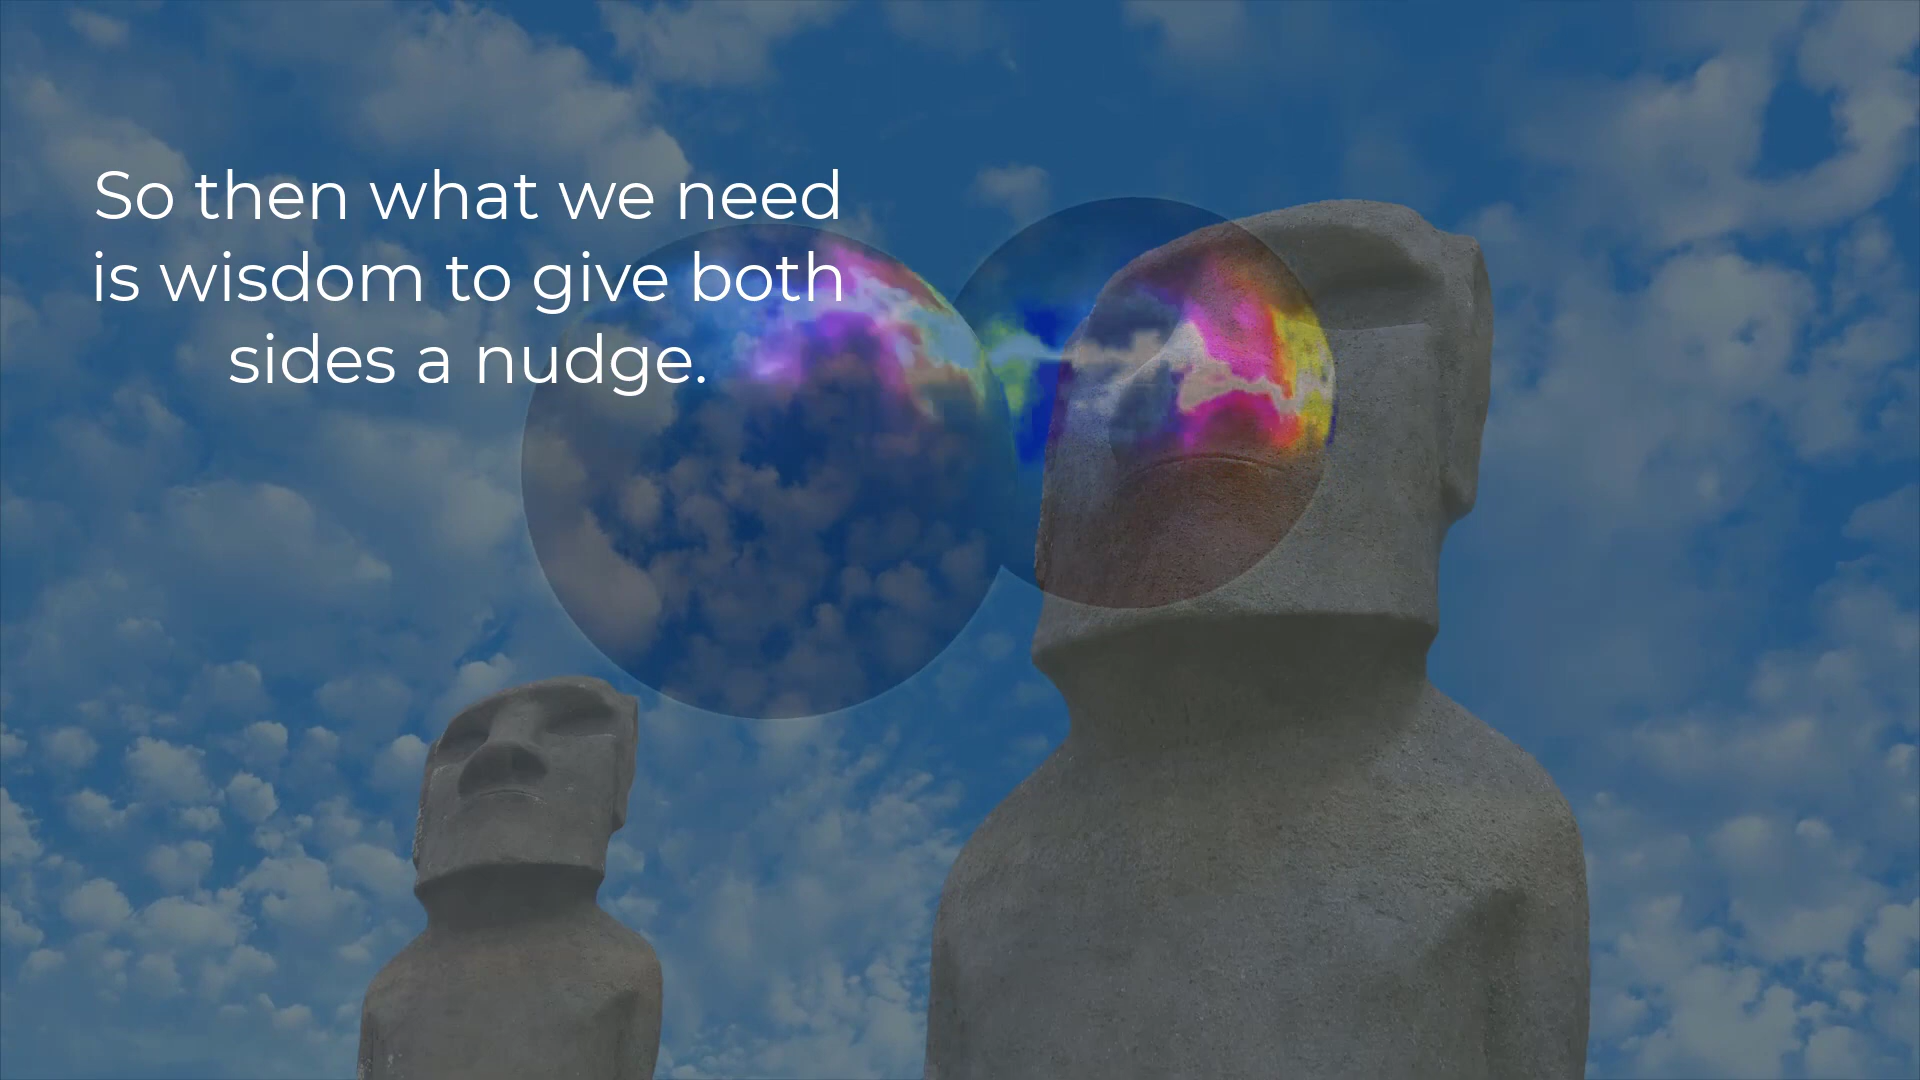 So then what we need
is wisdom to give both
sides a nudge.